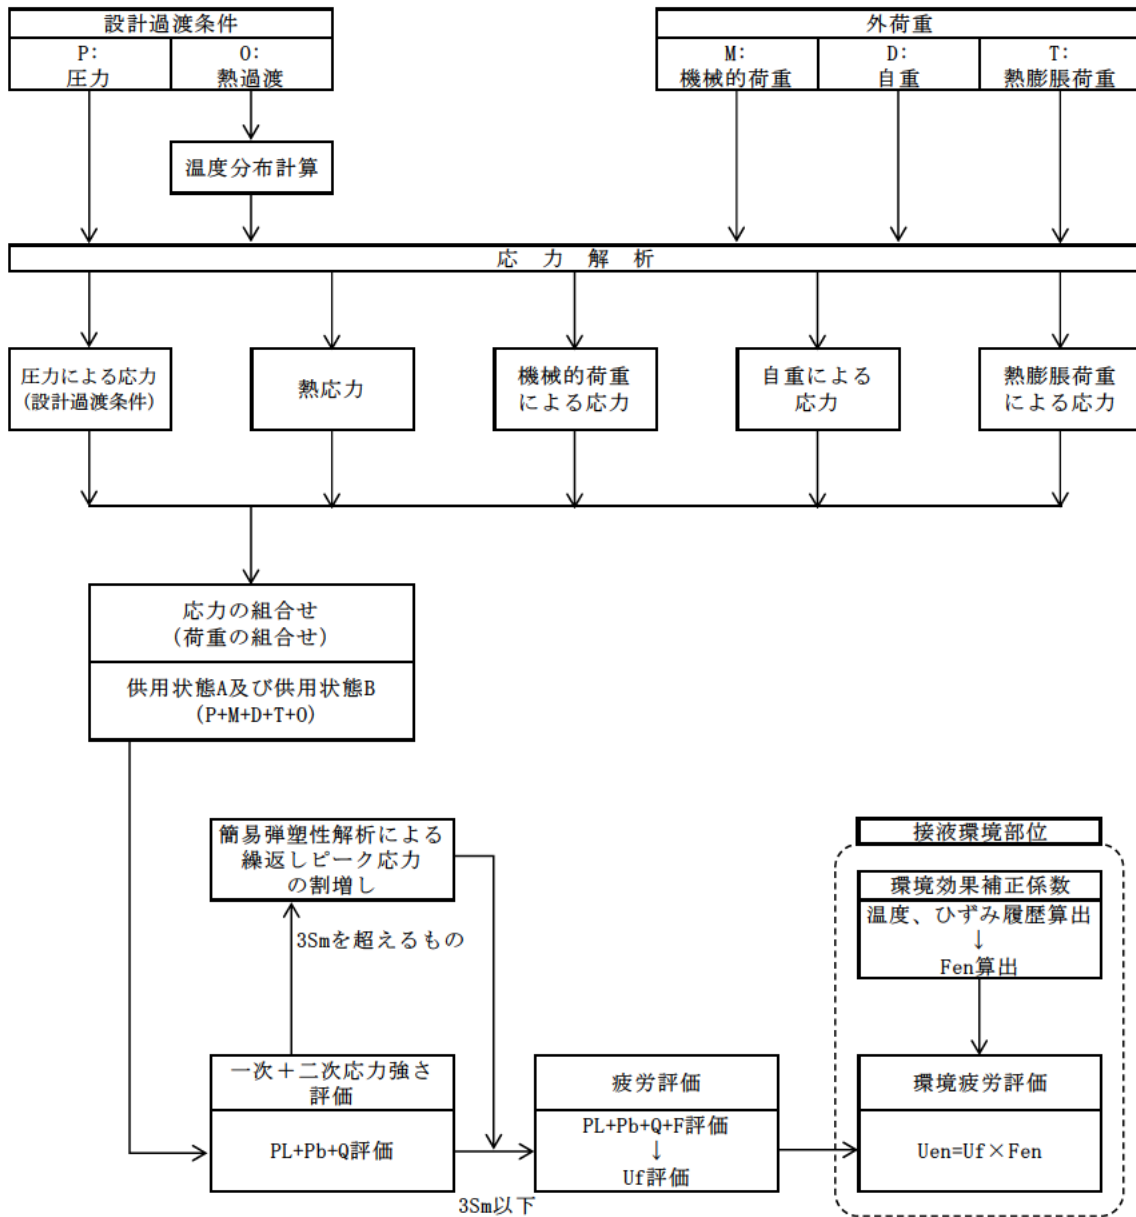 設計過渡条件
P:
圧力
O:
熱過渡
外荷重
M:
機械的荷重
D:
自重
T:
熱膨脹荷重
温度分布計算
応 力 解 析
圧力による応力
(設計過渡条件)
熱応力
機械的荷重
による応力
自重による
応力
熱膨脹荷重
による応力
応力の組合せ
(荷重の組合せ)
供用状態A及び供用状態B
(P+M+D+T+O)
簡易弾塑性解析による
繰返しピーク応力
の割増し
3Smを超えるもの
接液環境部位
環境効果補正係数
温度、ひずみ履歴算出
↓
Fen算出
一次＋二次応力強さ
評価
PL+Pb+Q評価
3Sm以下
疲労評価
PL+Pb+Q+F評価
↓
Uf評価
環境疲労評価
Uen=Uf×Fen